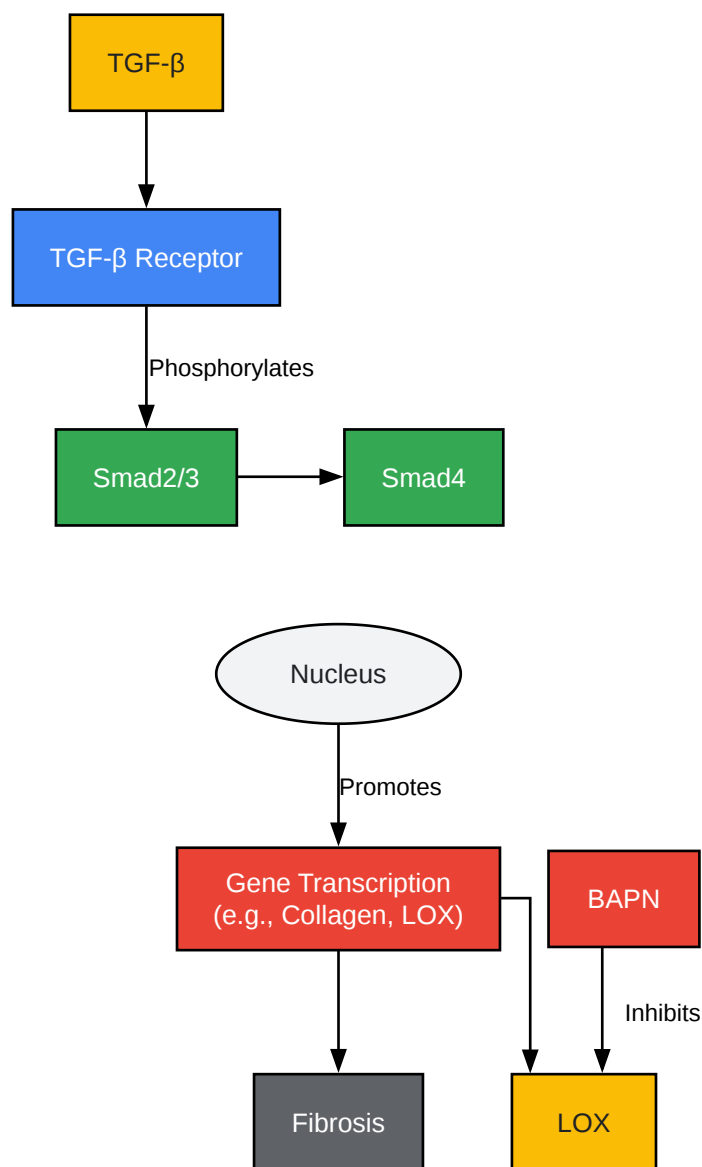 TGF-β
TGF-β Receptor
Phosphorylates
Smad2/3
Smad4
Nucleus
Promotes
Gene Transcription
(e.g., Collagen, LOX)
BAPN
Inhibits
Fibrosis
LOX